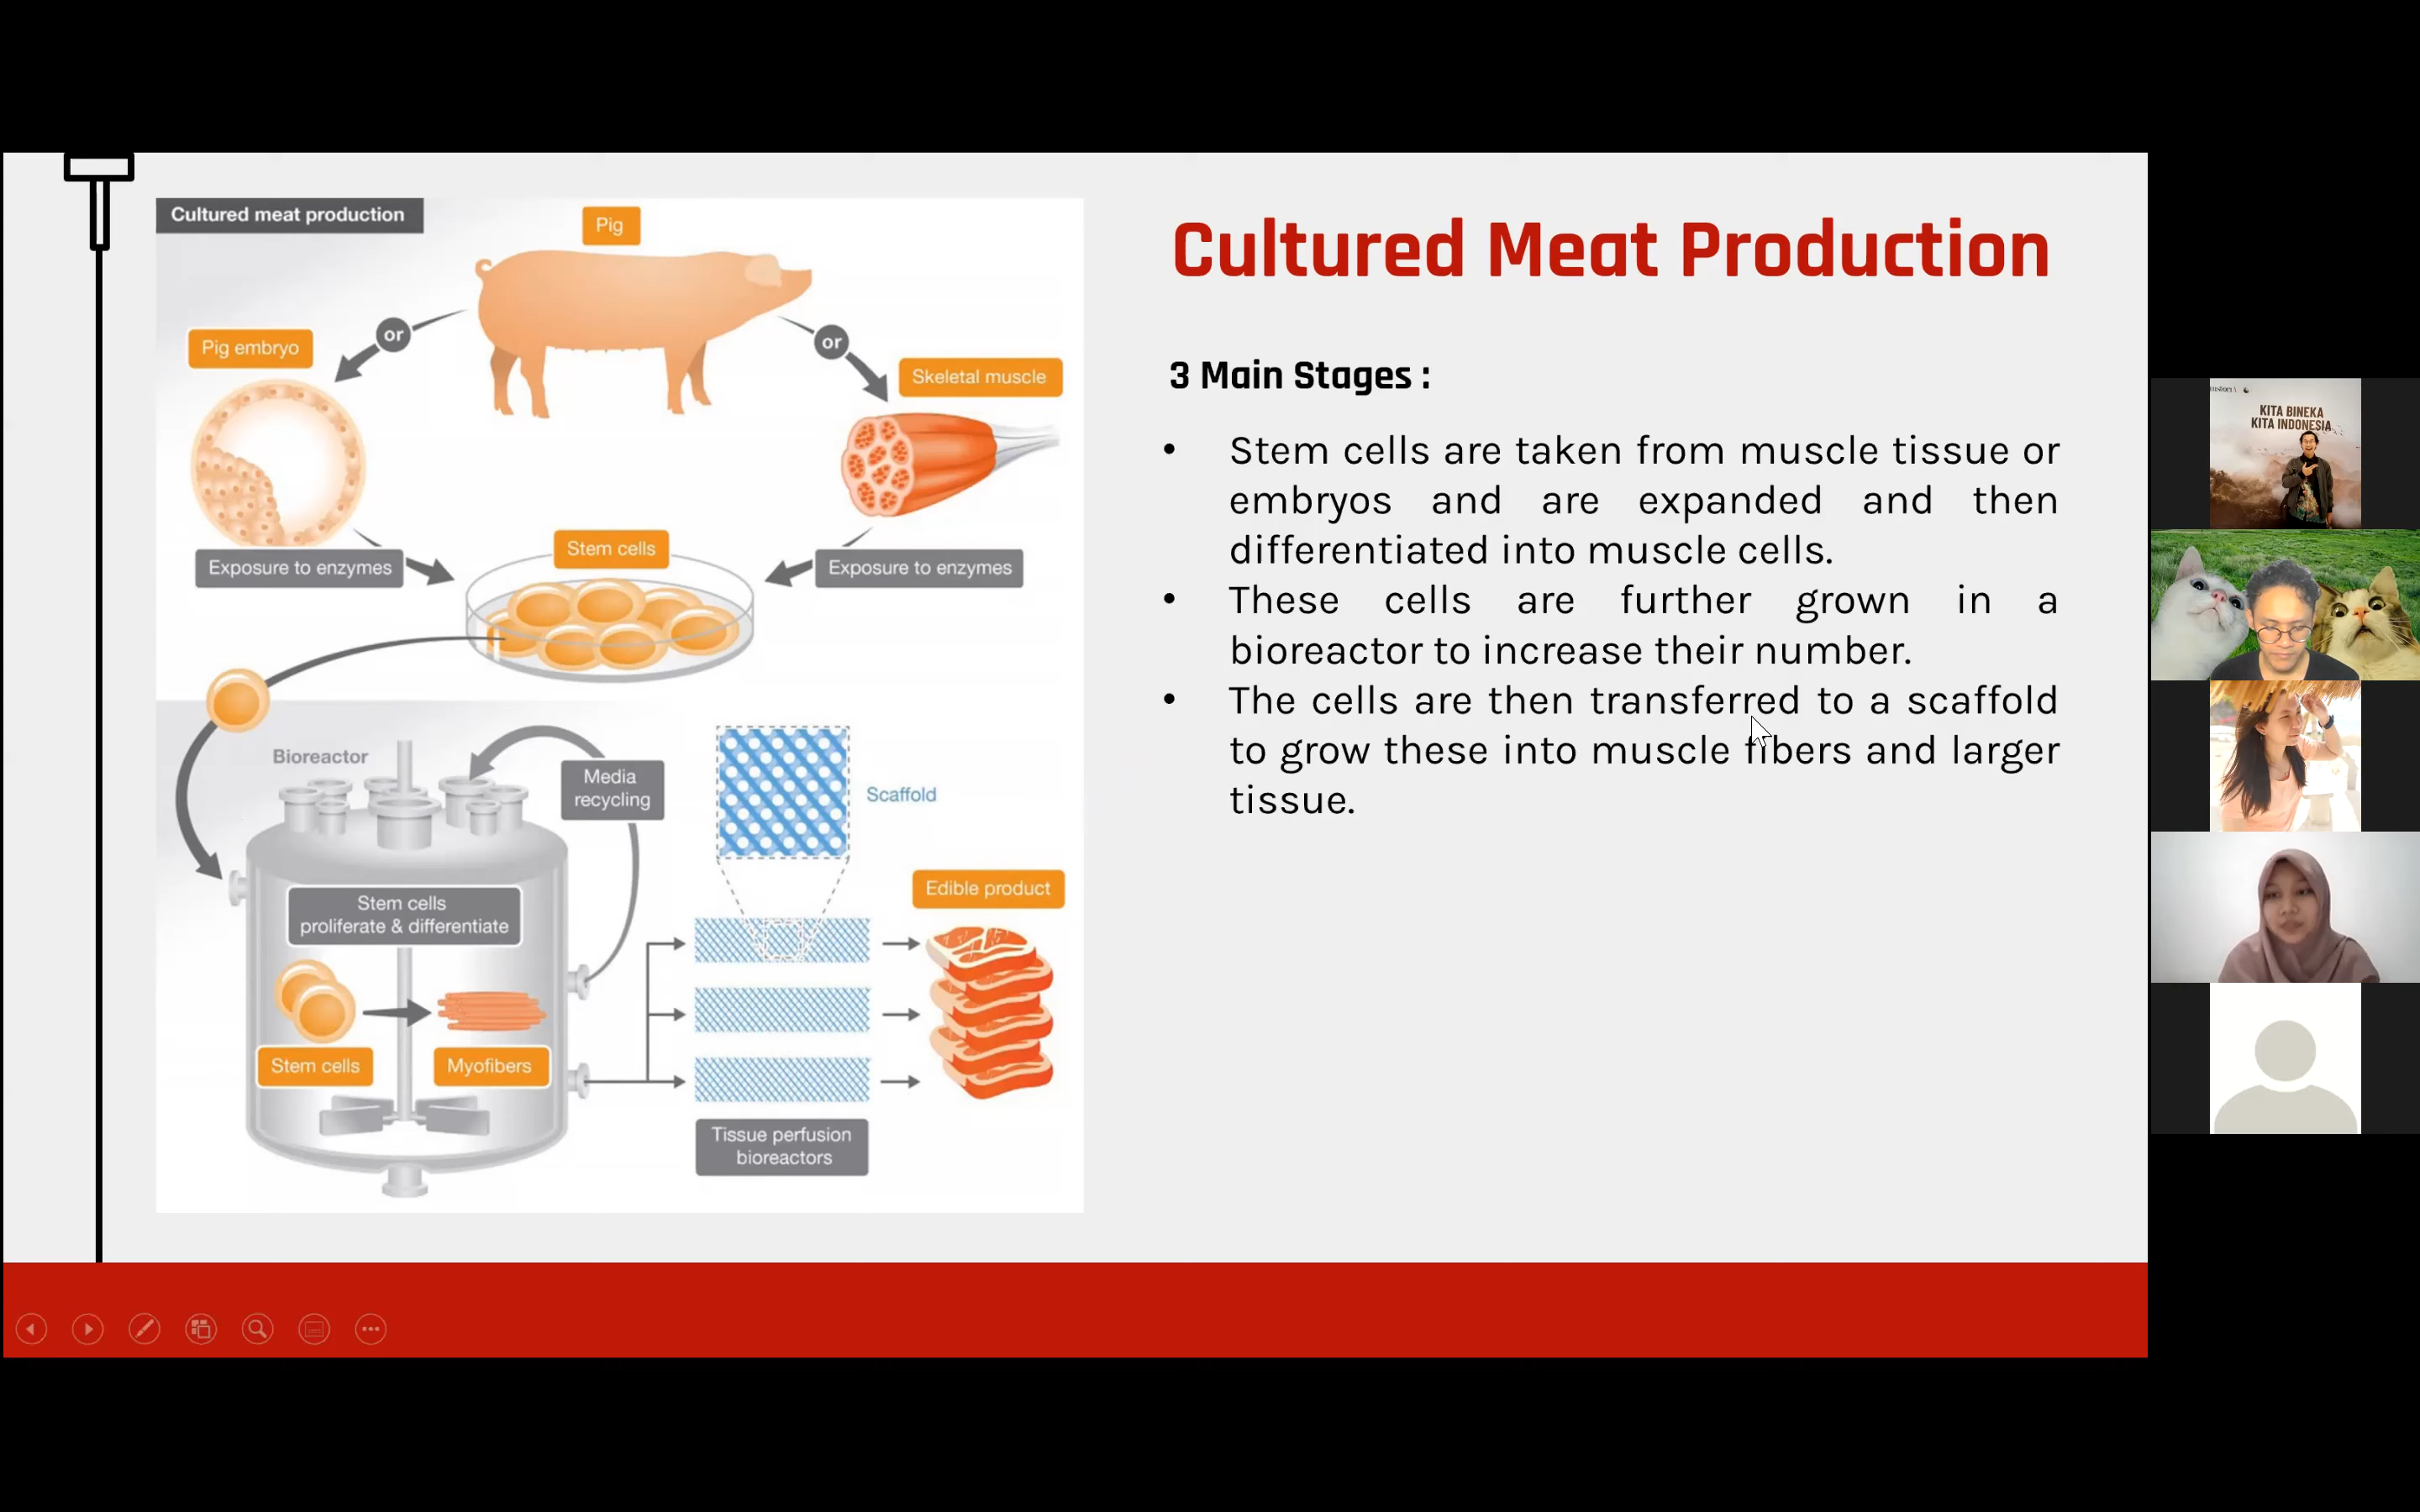 Cultured meat production
Pig
or
or
Pig embryo
Skeletal muscle
Exposure to enzymes
Stem cells
Exposure to enzymes
Bioreactor
Media
recycling
Scaffold
Stem cells
proliferate & differentiate
Edible product
Stem cells
Myofibers
Tissue perfusion
bioreactors
Cultured Meat Production
3 Main Stages :
• Stem cells are taken from muscle tissue or
embryos and are expanded and then
differentiated into muscle cells.
• These cells are further grown in a
bioreactor to increase their number.
• The cells are then transferred to a scaffold
to grow these into muscle fibers and larger
tissue.
KITA BINEKA
KITA INDONESIA